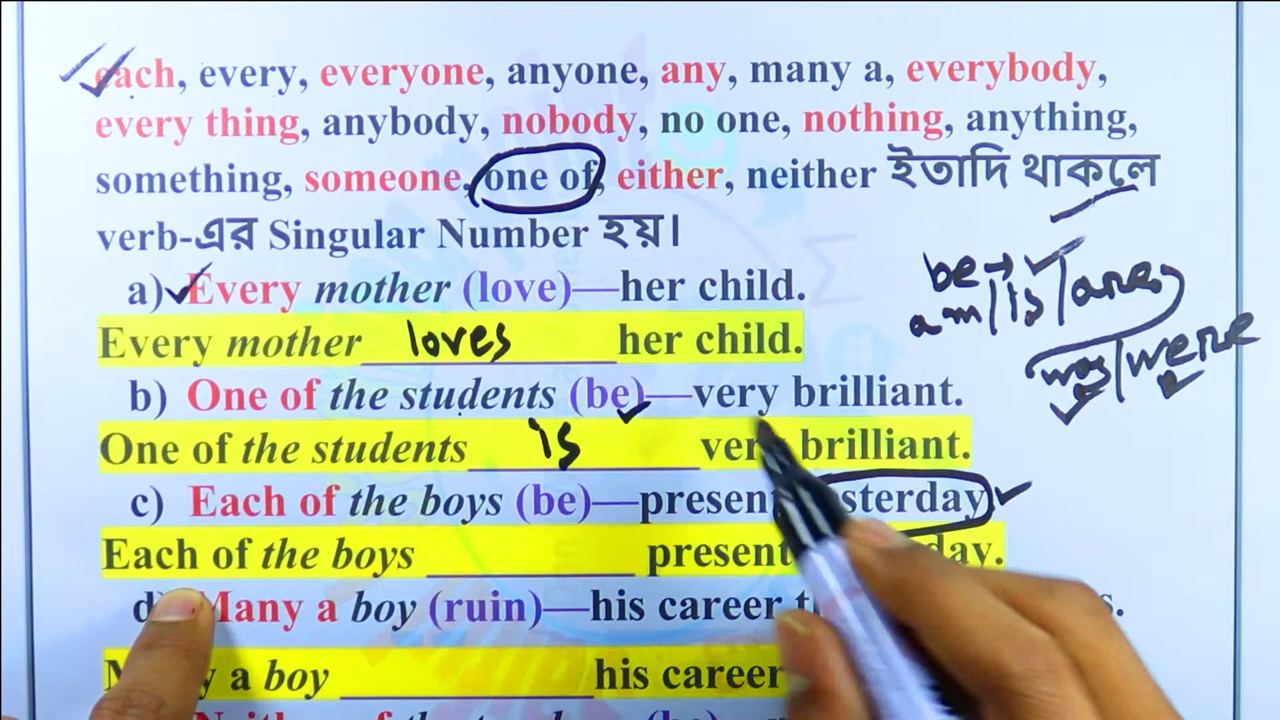 each, every, everyone, anyone, any, many a, everybody,
every thing, anybody, nobody, no one, nothing, anything,
something, someone, one of, either, neither ইতাদি থাকলে
verb-এর Singular Number হয়।
a) Every mother (love)—her child.
be→
am/is/are
Every mother loves her child.
was/were
b) One of the students (be)—very brilliant.
One of the students is very brilliant.
c) Each of the boys (be)—present
Each of the boys present
d) Many a boy (ruin)—his career
a boy his career